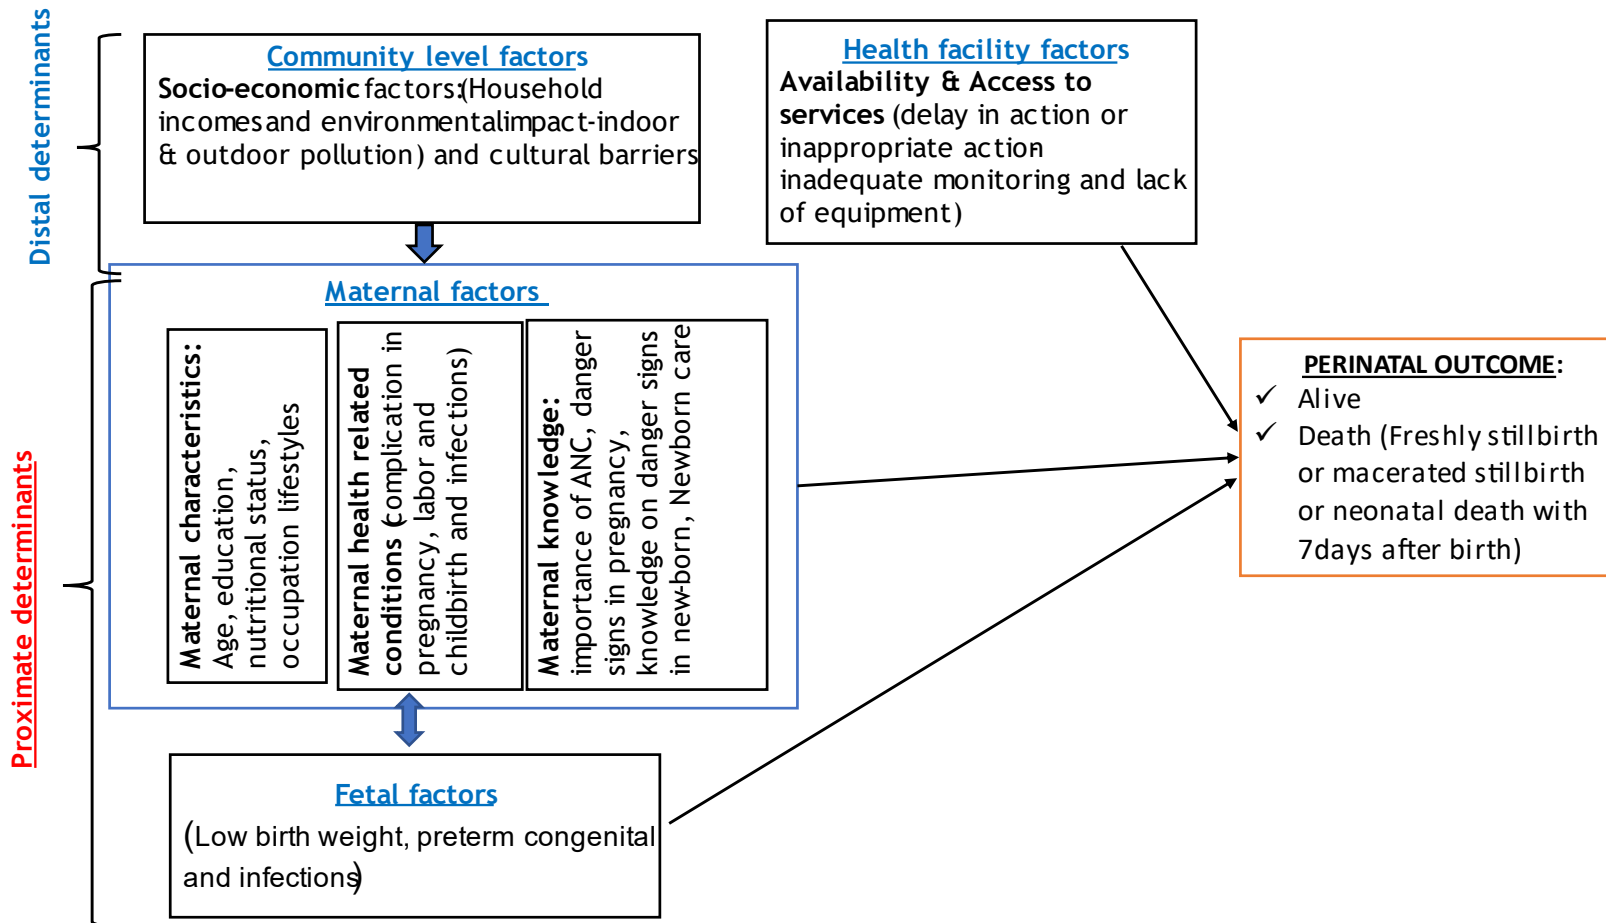 Distal determinants
Community level factors
Socio-economic factors:(Household
incomes and environmental impact-indoor
& outdoor pollution) and cultural barriers
Health facility factors
Availability & Access to
services (delay in action or
inappropriate action-
inadequate monitoring and lack
of equipment)
Proximate determinants
Maternal factors
Maternal characteristics:
Age, education,
nutritional status,
occupation lifestyles
Maternal health related
conditions (complication in
pregnancy, labor and
childbirth and infections)
Maternal knowledge:
importance of ANC, danger
signs in pregnancy,
knowledge on danger signs
in new-born, Newborn care
Fetal factors
(Low birth weight, preterm congenital
and infections)
PERINATAL OUTCOME:
✓ Alive
✓ Death (Freshly stillbirth
or macerated stillbirth
or neonatal death with
7days after birth)